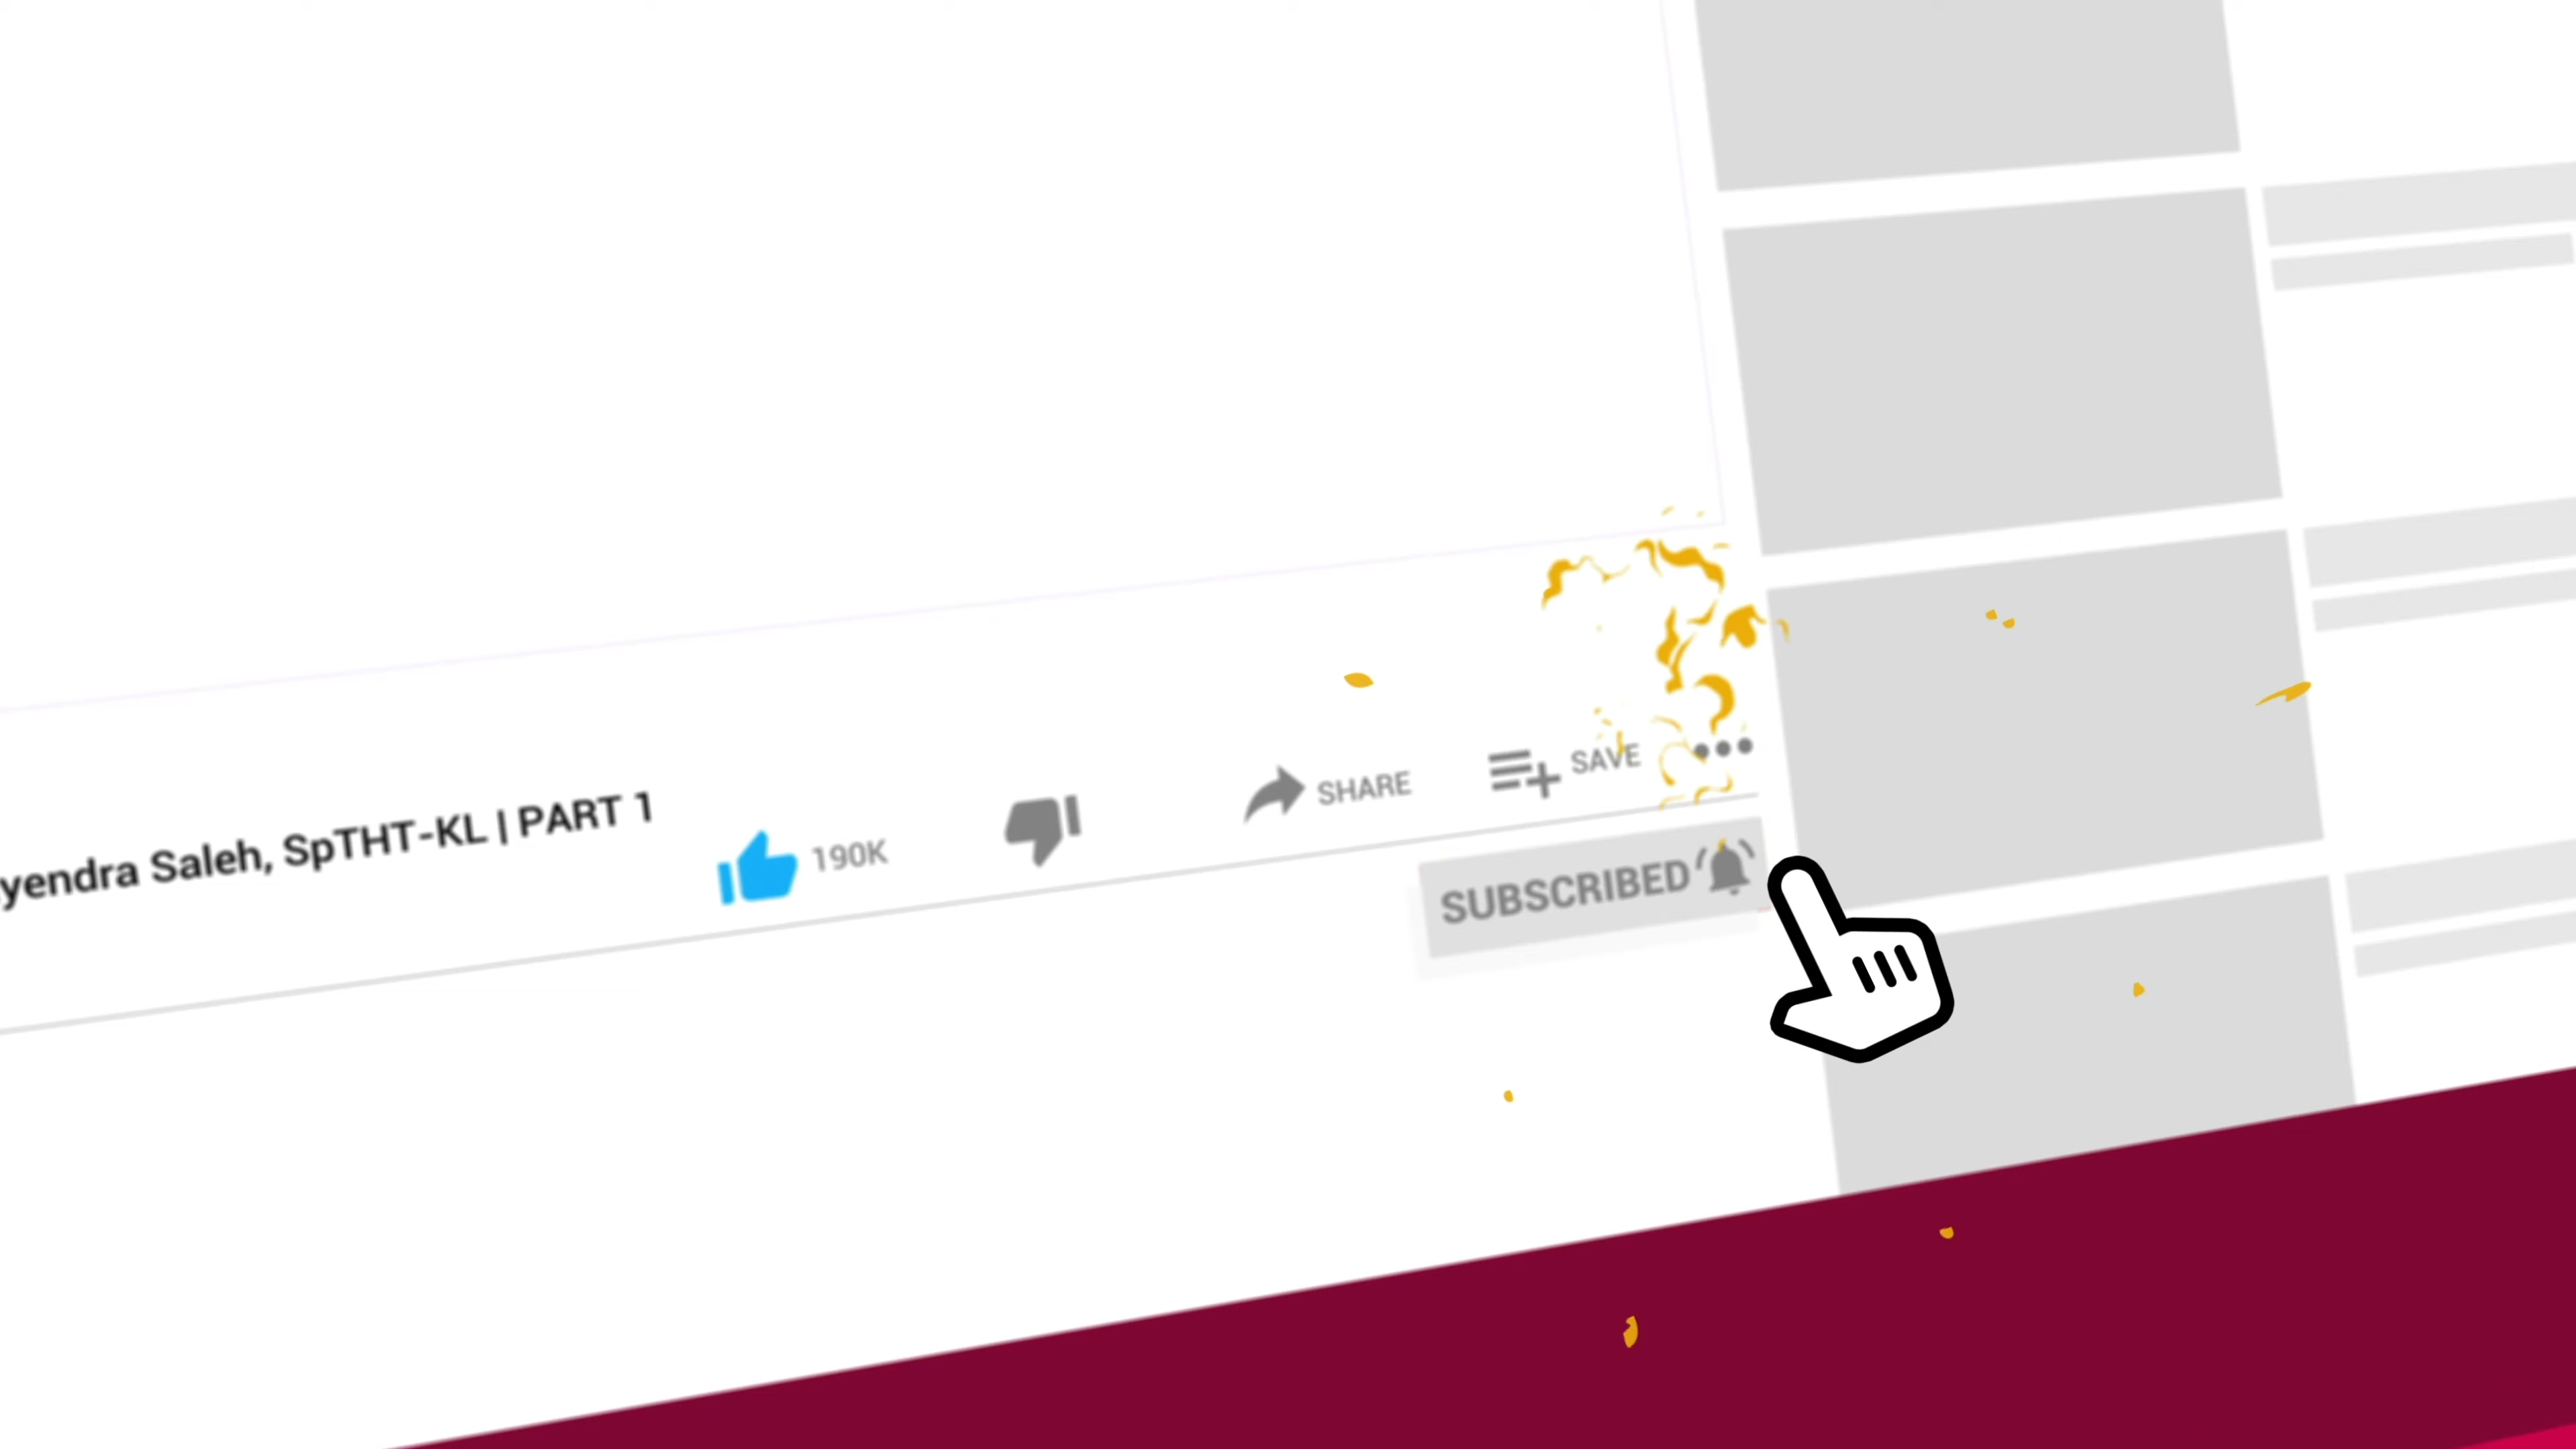 yendra Saleh, SpTHT-KL | PART 1
190K
SHARE
SAVE
SUBSCRIBED